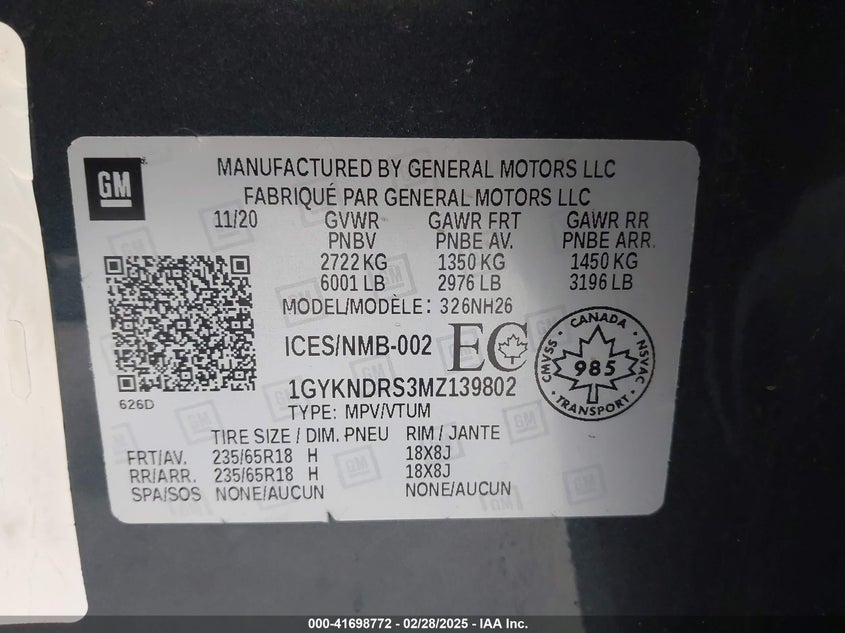 GM
MANUFACTURED BY GENERAL MOTORS LLC
FABRIQUÉ PAR GENERAL MOTORS LLC
11/20 GVWR GAWR FRT GAWR RR
PNBV PNBE AV. PNBE ARR.
2722 KG 1350 KG 1450 KG
6001 LB 2976 LB 3196 LB
MODEL/MODÈLE: 326NH26
ICES/NMB-002 EC
CANADA
CMVSS 985 NSVAC
TRANSPORT
1GYKNDRS3MZ139802
626D
TYPE: MPV/VTUM
TIRE SIZE / DIM. PNEU RIM / JANTE
FRT/AV. 235/65R18 H 18X8J
RR/ARR. 235/65R18 H 18X8J
SPA/SOS NONE/AUCUN NONE/AUCUN
000-41698772 - 02/28/2025 - IAA Inc.